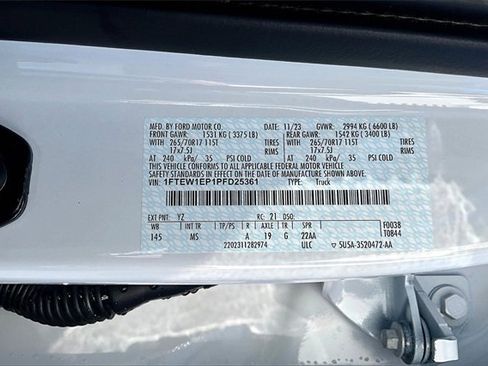 MFD. BY FORD MOTOR CO. 11/23 GVWR: 2994 KG (6600 LB)
FRONT GAWR: 1531 KG (3375 LB) REAR GAWR: 1542 KG (3400 LB)
265/70R17 115T TIRES 265/70R17 115T TIRES
17x7.5J RIMS 17x7.5J RIMS
AT 240 kPa/ 35 PSI COLD AT 240 kPa/ 35 PSI COLD
THIS VEHICLE CONFORMS TO ALL APPLICABLE FEDERAL MOTOR VEHICLE
SAFETY AND THEFT PREVENTION STANDARDS IN EFFECT ON THE DATE OF
MANUFACTURE SHOWN ABOVE.
VIN: 1FTEW1EP1PFD25361 TYPE: Truck
EXT PNT: YZ RC: 21 DSO: F0038
WB INT TR TP/PS R AXLE TR SPR T0844
145 MS A 19 G 22AA
2202311282974 ULC 5U5A-3520472-AA